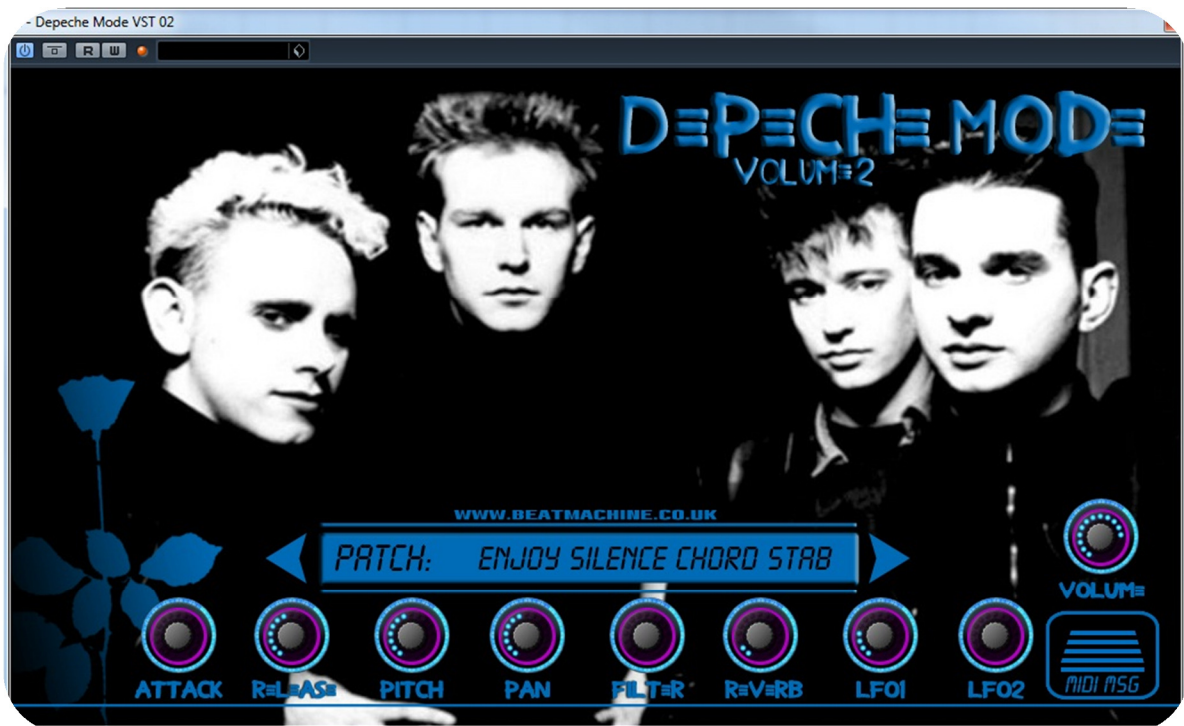 - Depeche Mode VST 02
R W
DEPECHE MODE
VOLUME 2
WWW.BEATMACHINE.CO.UK
PATCH: ENJOY SILENCE CHORD STAB
VOLUME
ATTACK RELEASE PITCH PAN FILTER REVERB LFO1 LFO2
MIDI MSG